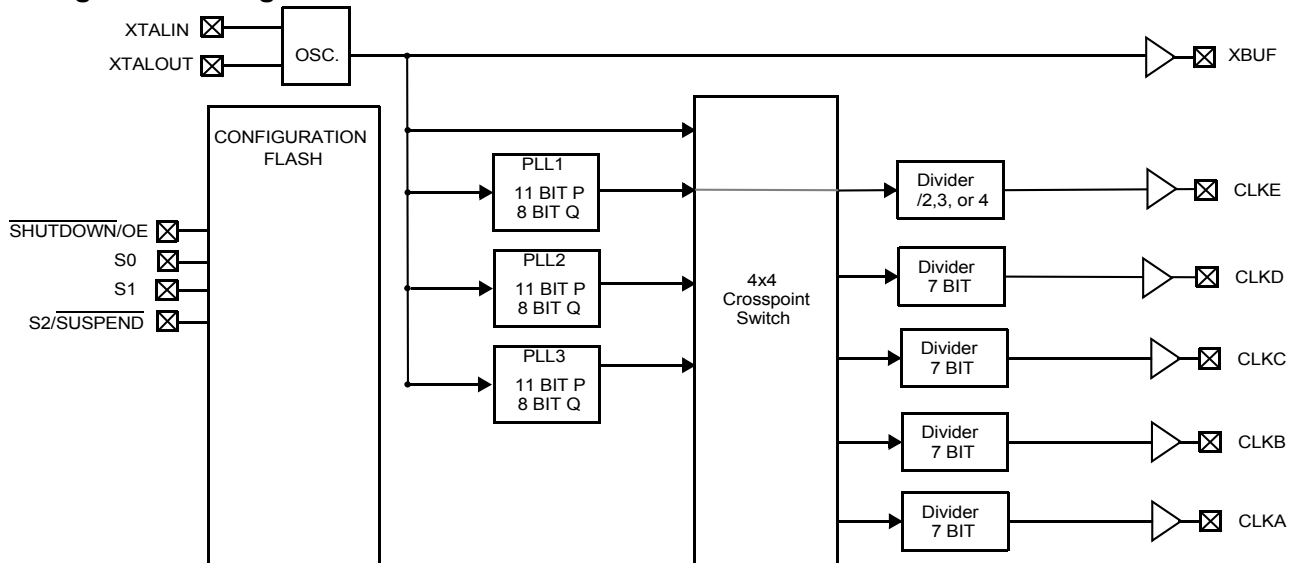 XTALIN
XTALOUT
OSC.
XBUF
CONFIGURATION
FLASH
SHUTDOWN/OE
S0
S1
S2/SUSPEND
PLL1
11 BIT P
8 BIT Q
PLL2
11 BIT P
8 BIT Q
PLL3
11 BIT P
8 BIT Q
4x4
Crosspoint
Switch
Divider
/2,3, or 4
CLKE
Divider
7 BIT
CLKD
Divider
7 BIT
CLKC
Divider
7 BIT
CLKB
Divider
7 BIT
CLKA